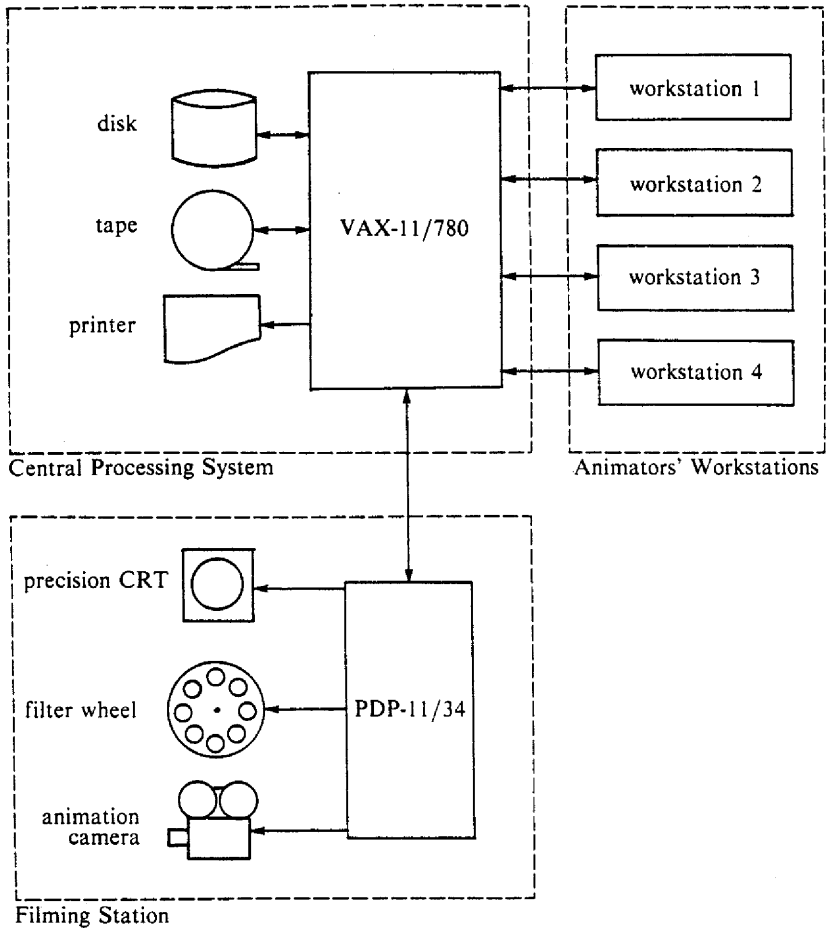 disk
tape
printer
VAX-11/780
workstation 1
workstation 2
workstation 3
workstation 4
Central Processing System
Animators' Workstations
precision CRT
filter wheel
animation
camera
PDP-11/34
Filming Station